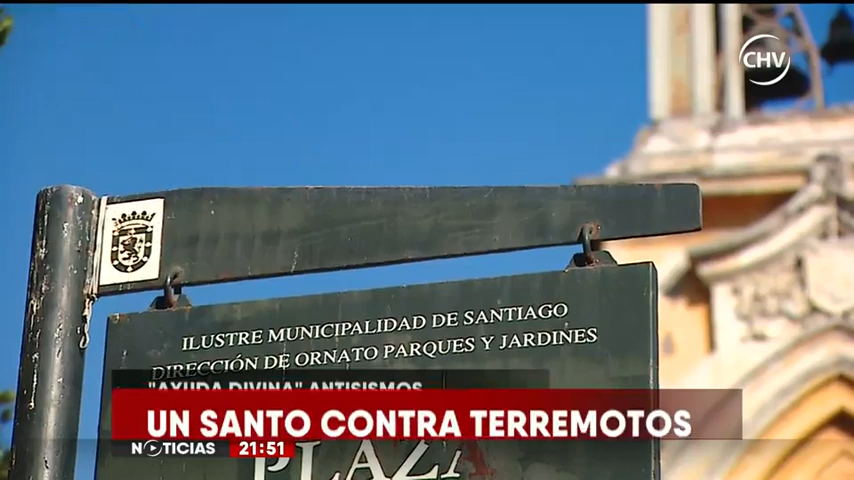 CHV
ILUSTRE MUNICIPALIDAD DE SANTIAGO
DIRECCIÓN DE ORNATO PARQUES Y JARDINES
"AYUDA DIVINA" ANTISISMOS
UN SANTO CONTRA TERREMOTOS
NOTICIAS 21:51
PLAZA